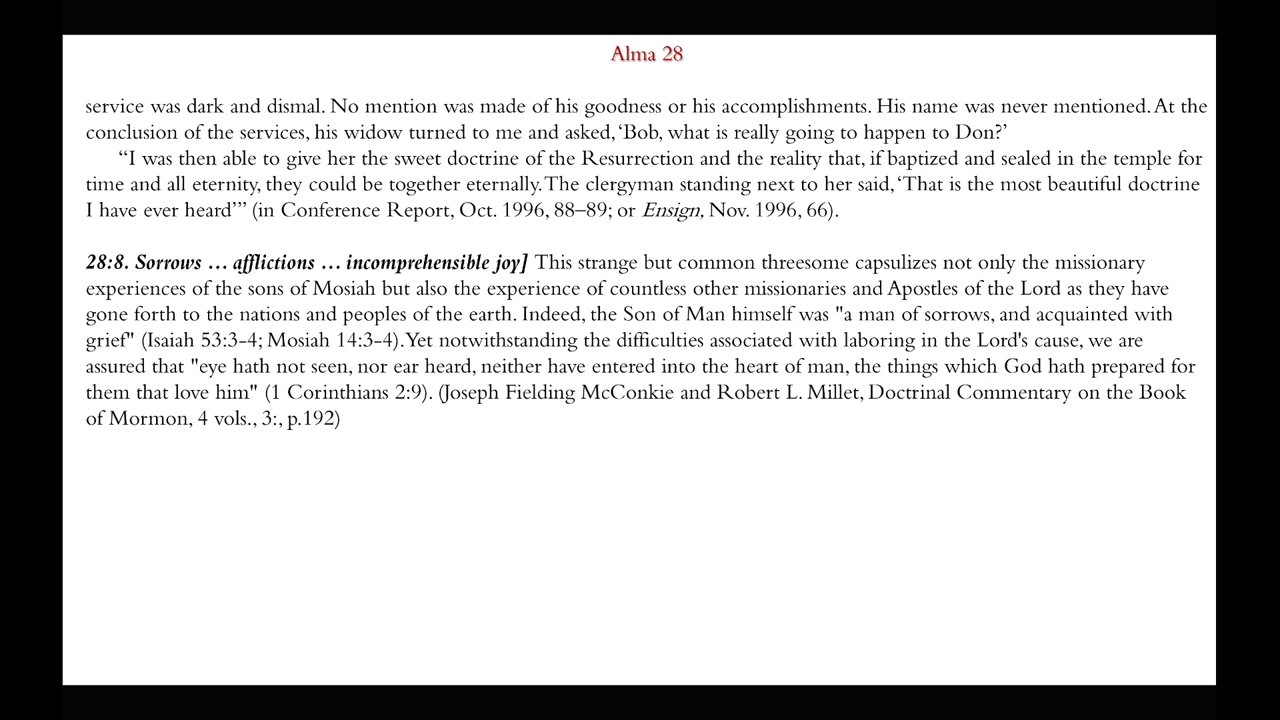 Alma 28
service was dark and dismal. No mention was made of his goodness or his accomplishments. His name was never mentioned. At the
conclusion of the services, his widow turned to me and asked, ‘Bob, what is really going to happen to Don?’
“I was then able to give her the sweet doctrine of the Resurrection and the reality that, if baptized and sealed in the temple for
time and all eternity, they could be together eternally. The clergyman standing next to her said, ‘That is the most beautiful doctrine
I have ever heard’” (in Conference Report, Oct. 1996, 88–89; or Ensign, Nov. 1996, 66).
28:8. Sorrows … afflictions … incomprehensible joy] This strange but common threesome capsulizes not only the missionary
experiences of the sons of Mosiah but also the experience of countless other missionaries and Apostles of the Lord as they have
gone forth to the nations and peoples of the earth. Indeed, the Son of Man himself was "a man of sorrows, and acquainted with
grief" (Isaiah 53:3-4; Mosiah 14:3-4). Yet notwithstanding the difficulties associated with laboring in the Lord's cause, we are
assured that "eye hath not seen, nor ear heard, neither have entered into the heart of man, the things which God hath prepared for
them that love him" (1 Corinthians 2:9). (Joseph Fielding McConkie and Robert L. Millet, Doctrinal Commentary on the Book
of Mormon, 4 vols., 3:, p.192)